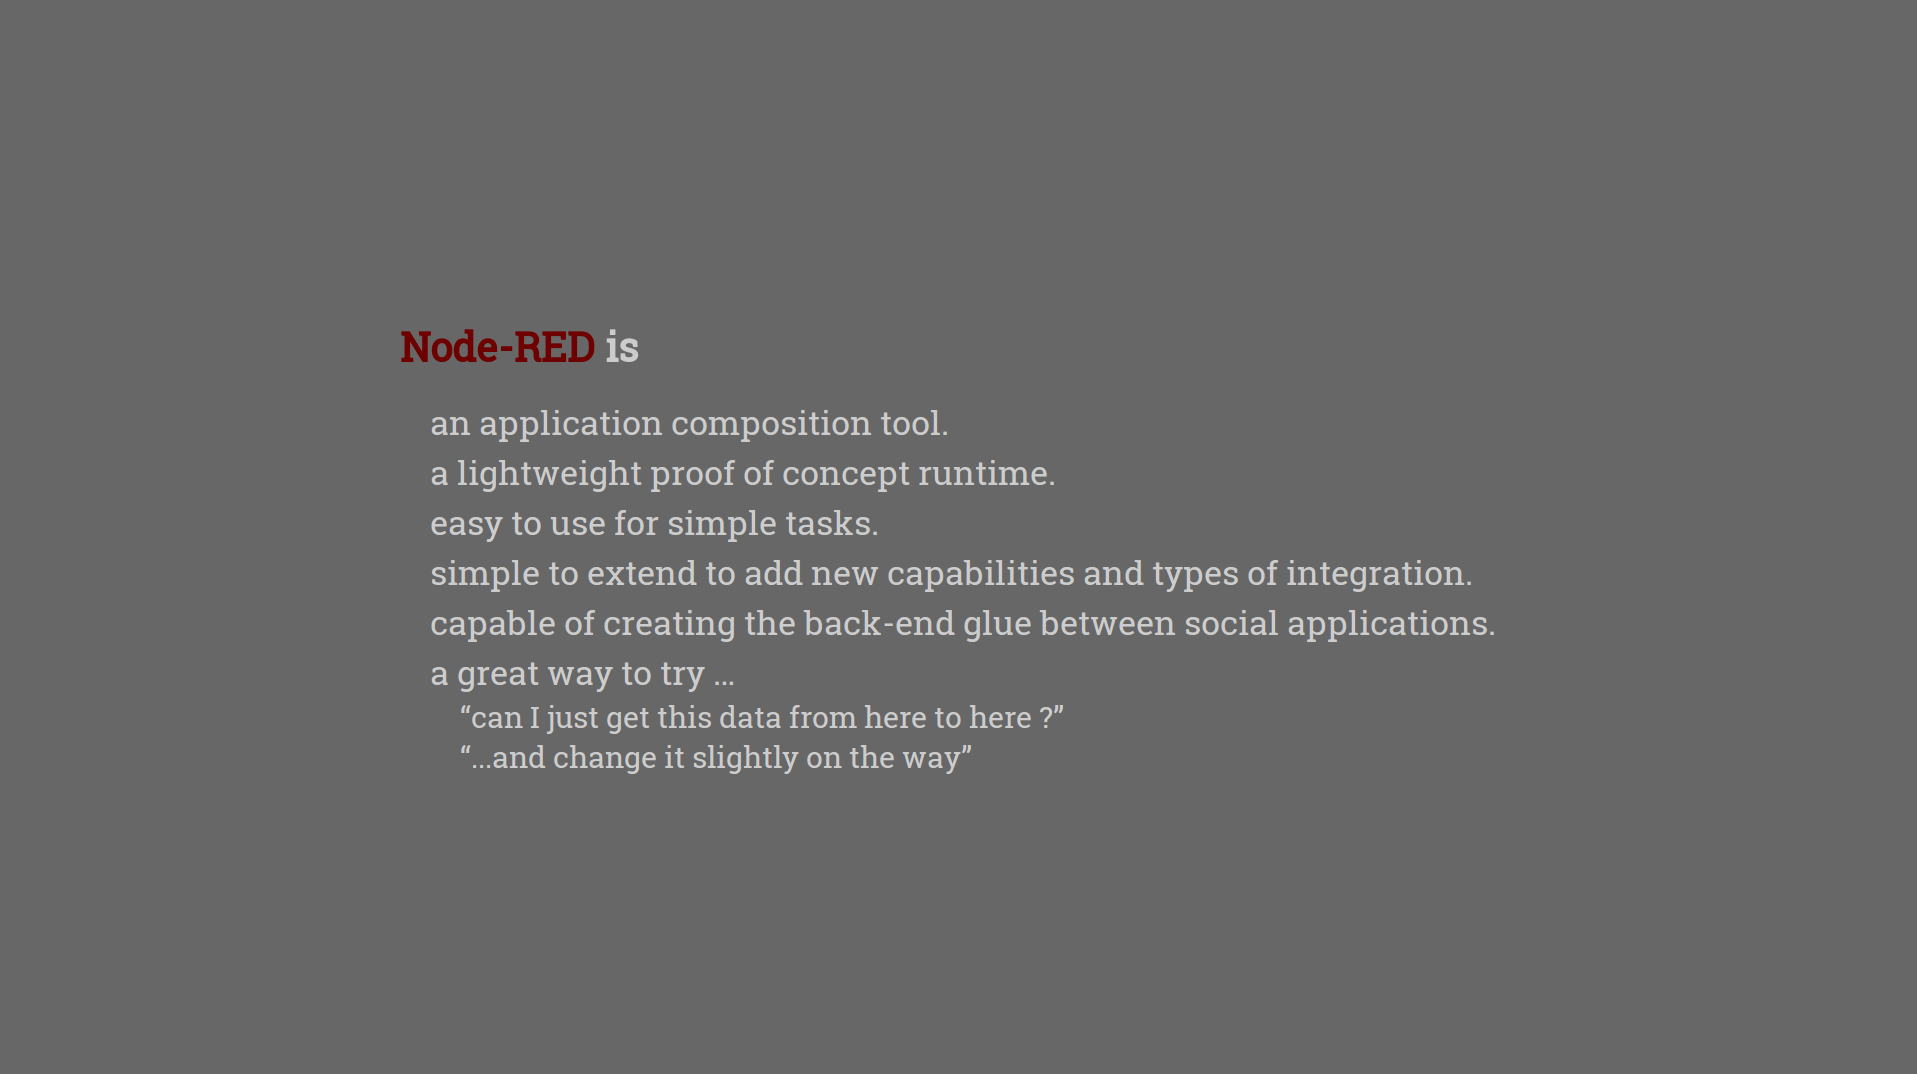 Node-RED is
an application composition tool.
a lightweight proof of concept runtime.
easy to use for simple tasks.
simple to extend to add new capabilities and types of integration.
capable of creating the back-end glue between social applications.
a great way to try ...
“can I just get this data from here to here ?”
“...and change it slightly on the way”